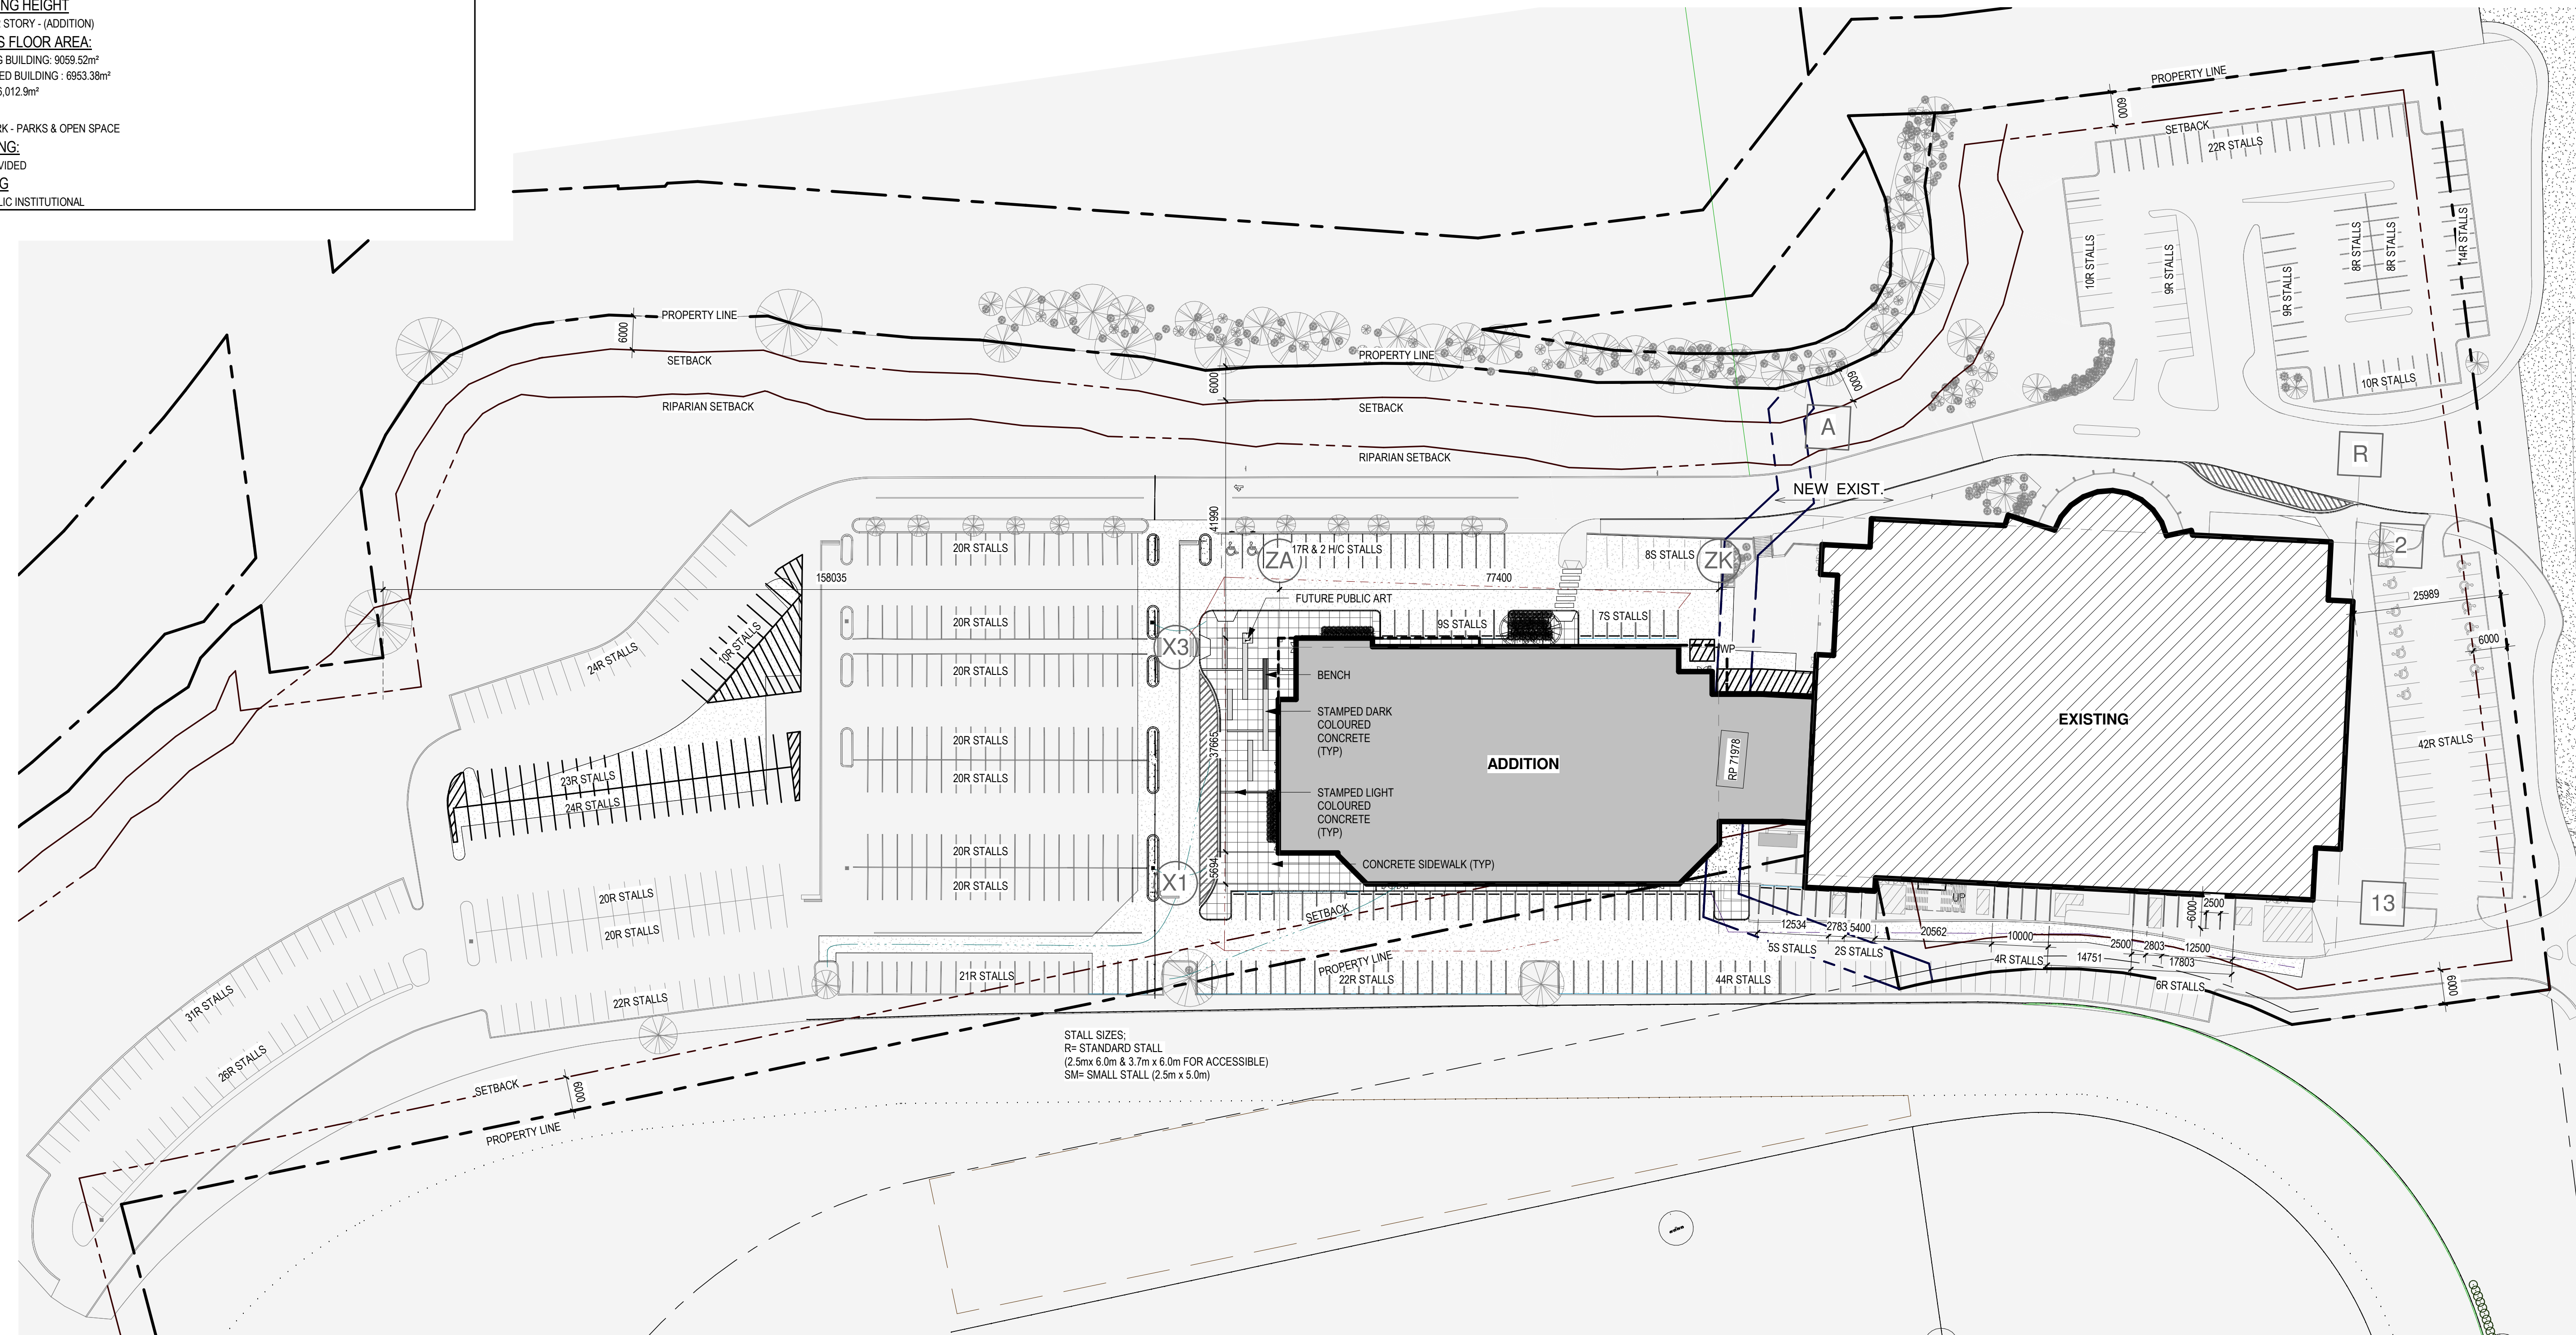 NG HEIGHT
STORY - (ADDITION)
S FLOOR AREA:
G BUILDING: 9059.52m²
ED BUILDING : 6953.38m²
6,012.9m²
RK - PARKS & OPEN SPACE
NG:
VIDED
G
LIC INSTITUTIONAL
PROPERTY LINE
6000
SETBACK
22R STALLS
10R STALLS
9R STALLS
9R STALLS
8R STALLS
8R STALLS
14R STALLS
10R STALLS
PROPERTY LINE
6000
SETBACK
RIPARIAN SETBACK
PROPERTY LINE
6000
SETBACK
RIPARIAN SETBACK
6000
A
R
NEW EXIST.
41990
20R STALLS
17R & 2 H/C STALLS
8S STALLS
ZA
ZK
2
158035
77400
25989
FUTURE PUBLIC ART
20R STALLS
9S STALLS
7S STALLS
6000
X3
WP
24R STALLS
10R STALLS
20R STALLS
BENCH
STAMPED DARK
COLOURED
CONCRETE
(TYP)
EXISTING
37665
20R STALLS
42R STALLS
ADDITION
RP 71978
23R STALLS
20R STALLS
24R STALLS
STAMPED LIGHT
COLOURED
CONCRETE
(TYP)
20R STALLS
CONCRETE SIDEWALK (TYP)
5694
X1
20R STALLS
20R STALLS
UP
13
6000
2500
SETBACK
12534
2783
5400
20562
10000
2500
2803
12500
20R STALLS
5S STALLS
2S STALLS
4R STALLS
14751
17803
PROPERTY LINE
21R STALLS
22R STALLS
44R STALLS
6R STALLS
6000
31R STALLS
22R STALLS
26R STALLS
STALL SIZES;
R= STANDARD STALL
(2.5mx 6.0m & 3.7m x 6.0m FOR ACCESSIBLE)
SM= SMALL STALL (2.5m x 5.0m)
SETBACK
6000
PROPERTY LINE